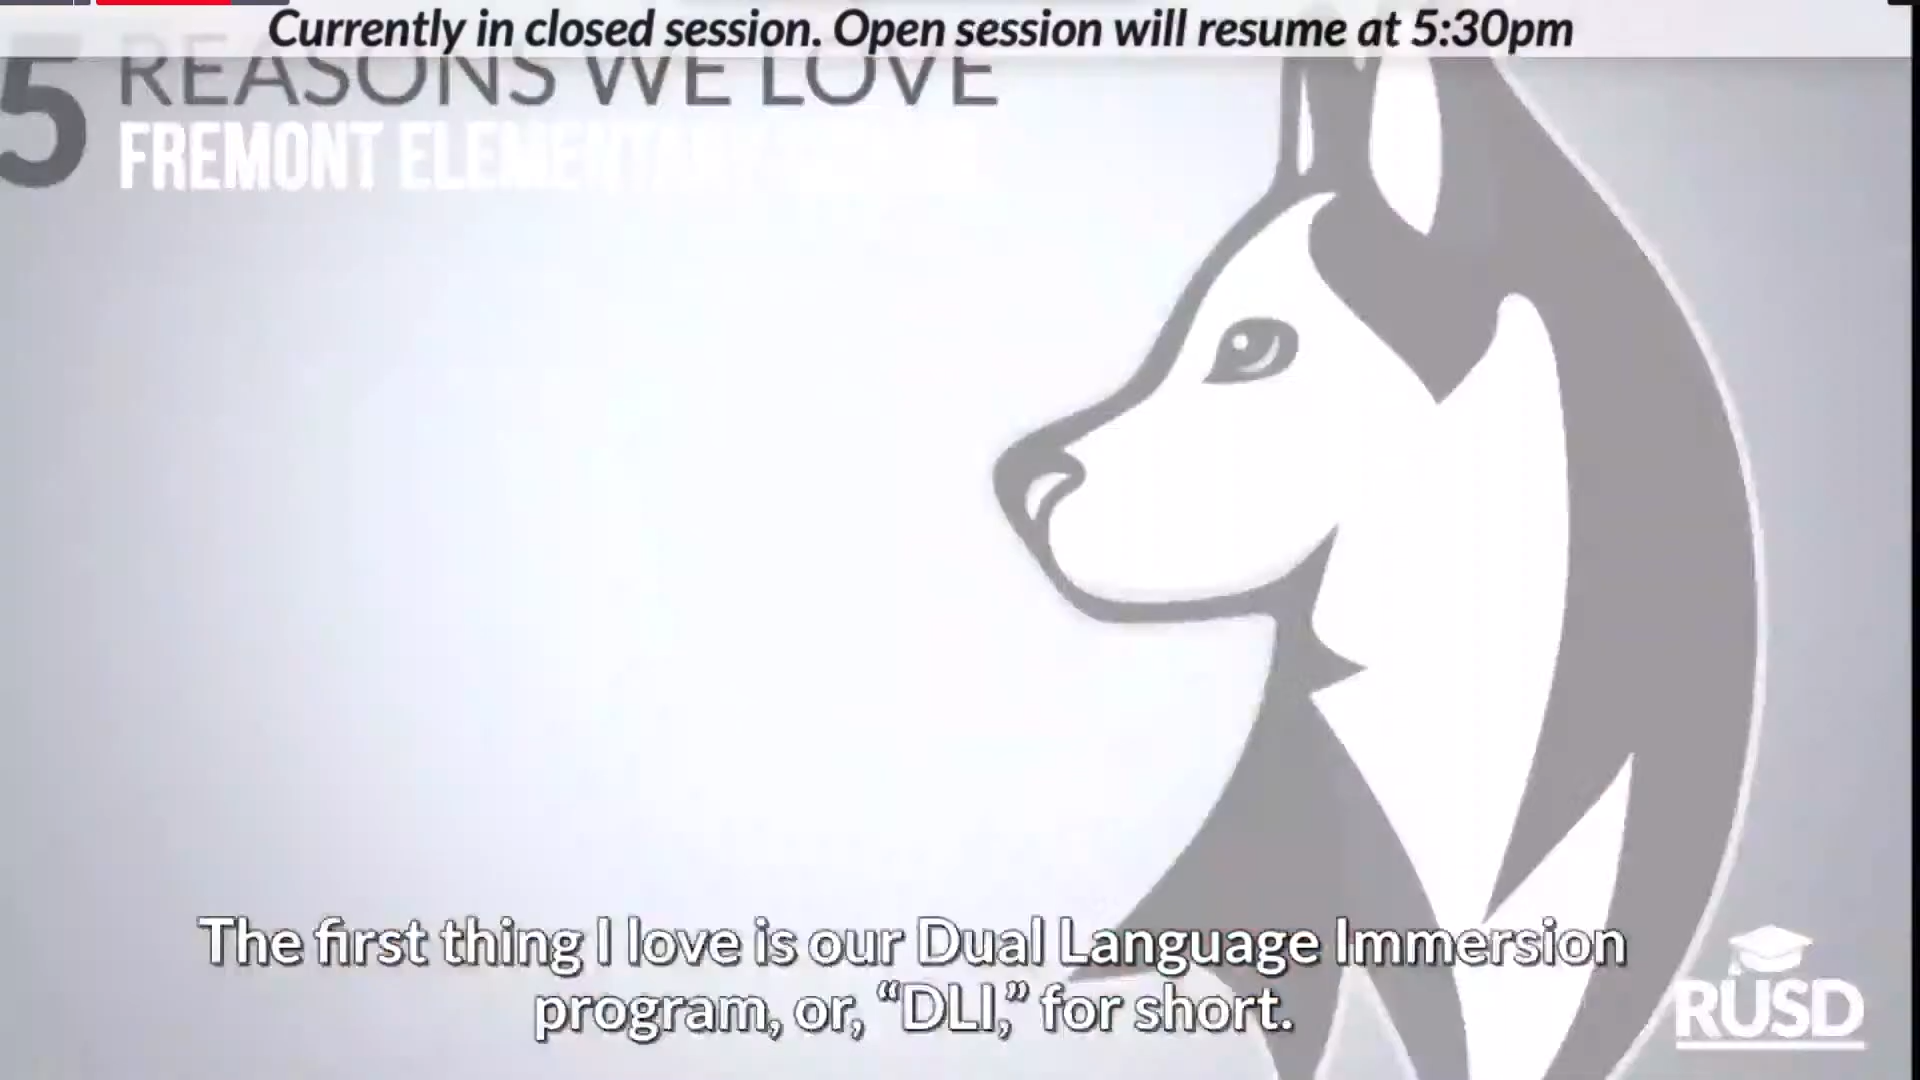 Currently in closed session. Open session will resume at 5:30pm
5 REASONS WE LOVE
FREMONT ELEMENTARY
The first thing I love is our Dual Language Immersion
program, or, “DLI,” for short.
RUSD